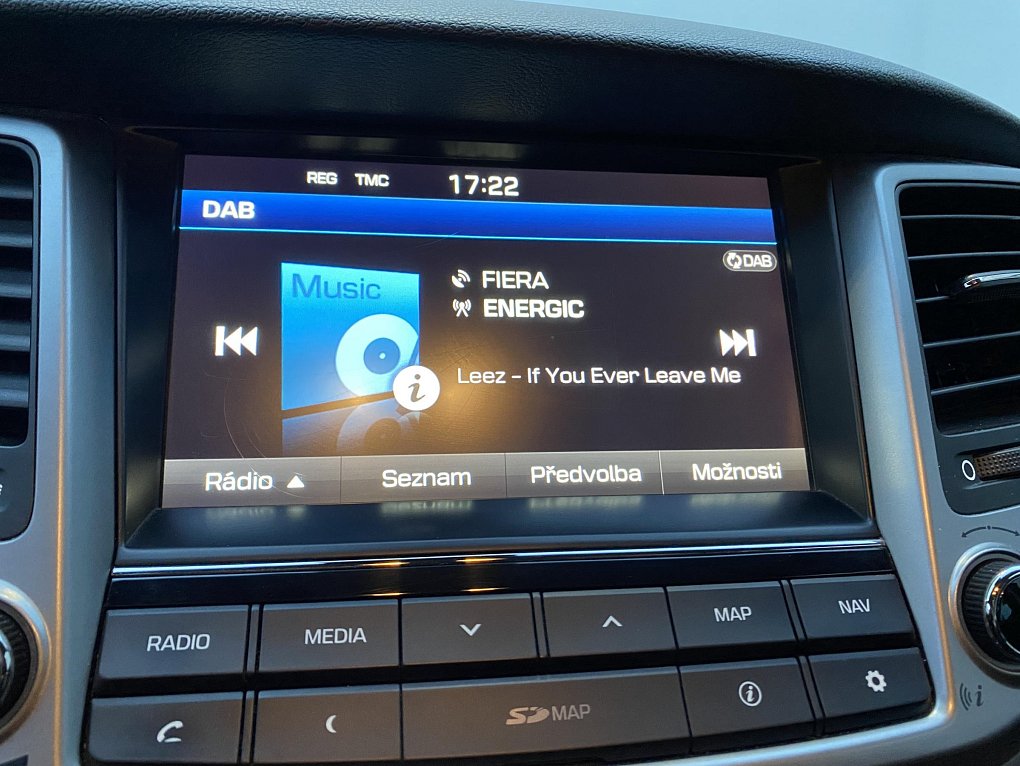 REG TMC 17:22
DAB
DAB
Music
FIERA
ENERGIC
Leez - If You Ever Leave Me
i
Rádio Seznam Předvolba Možnosti
RADIO MEDIA MAP NAV
SD MAP i
i